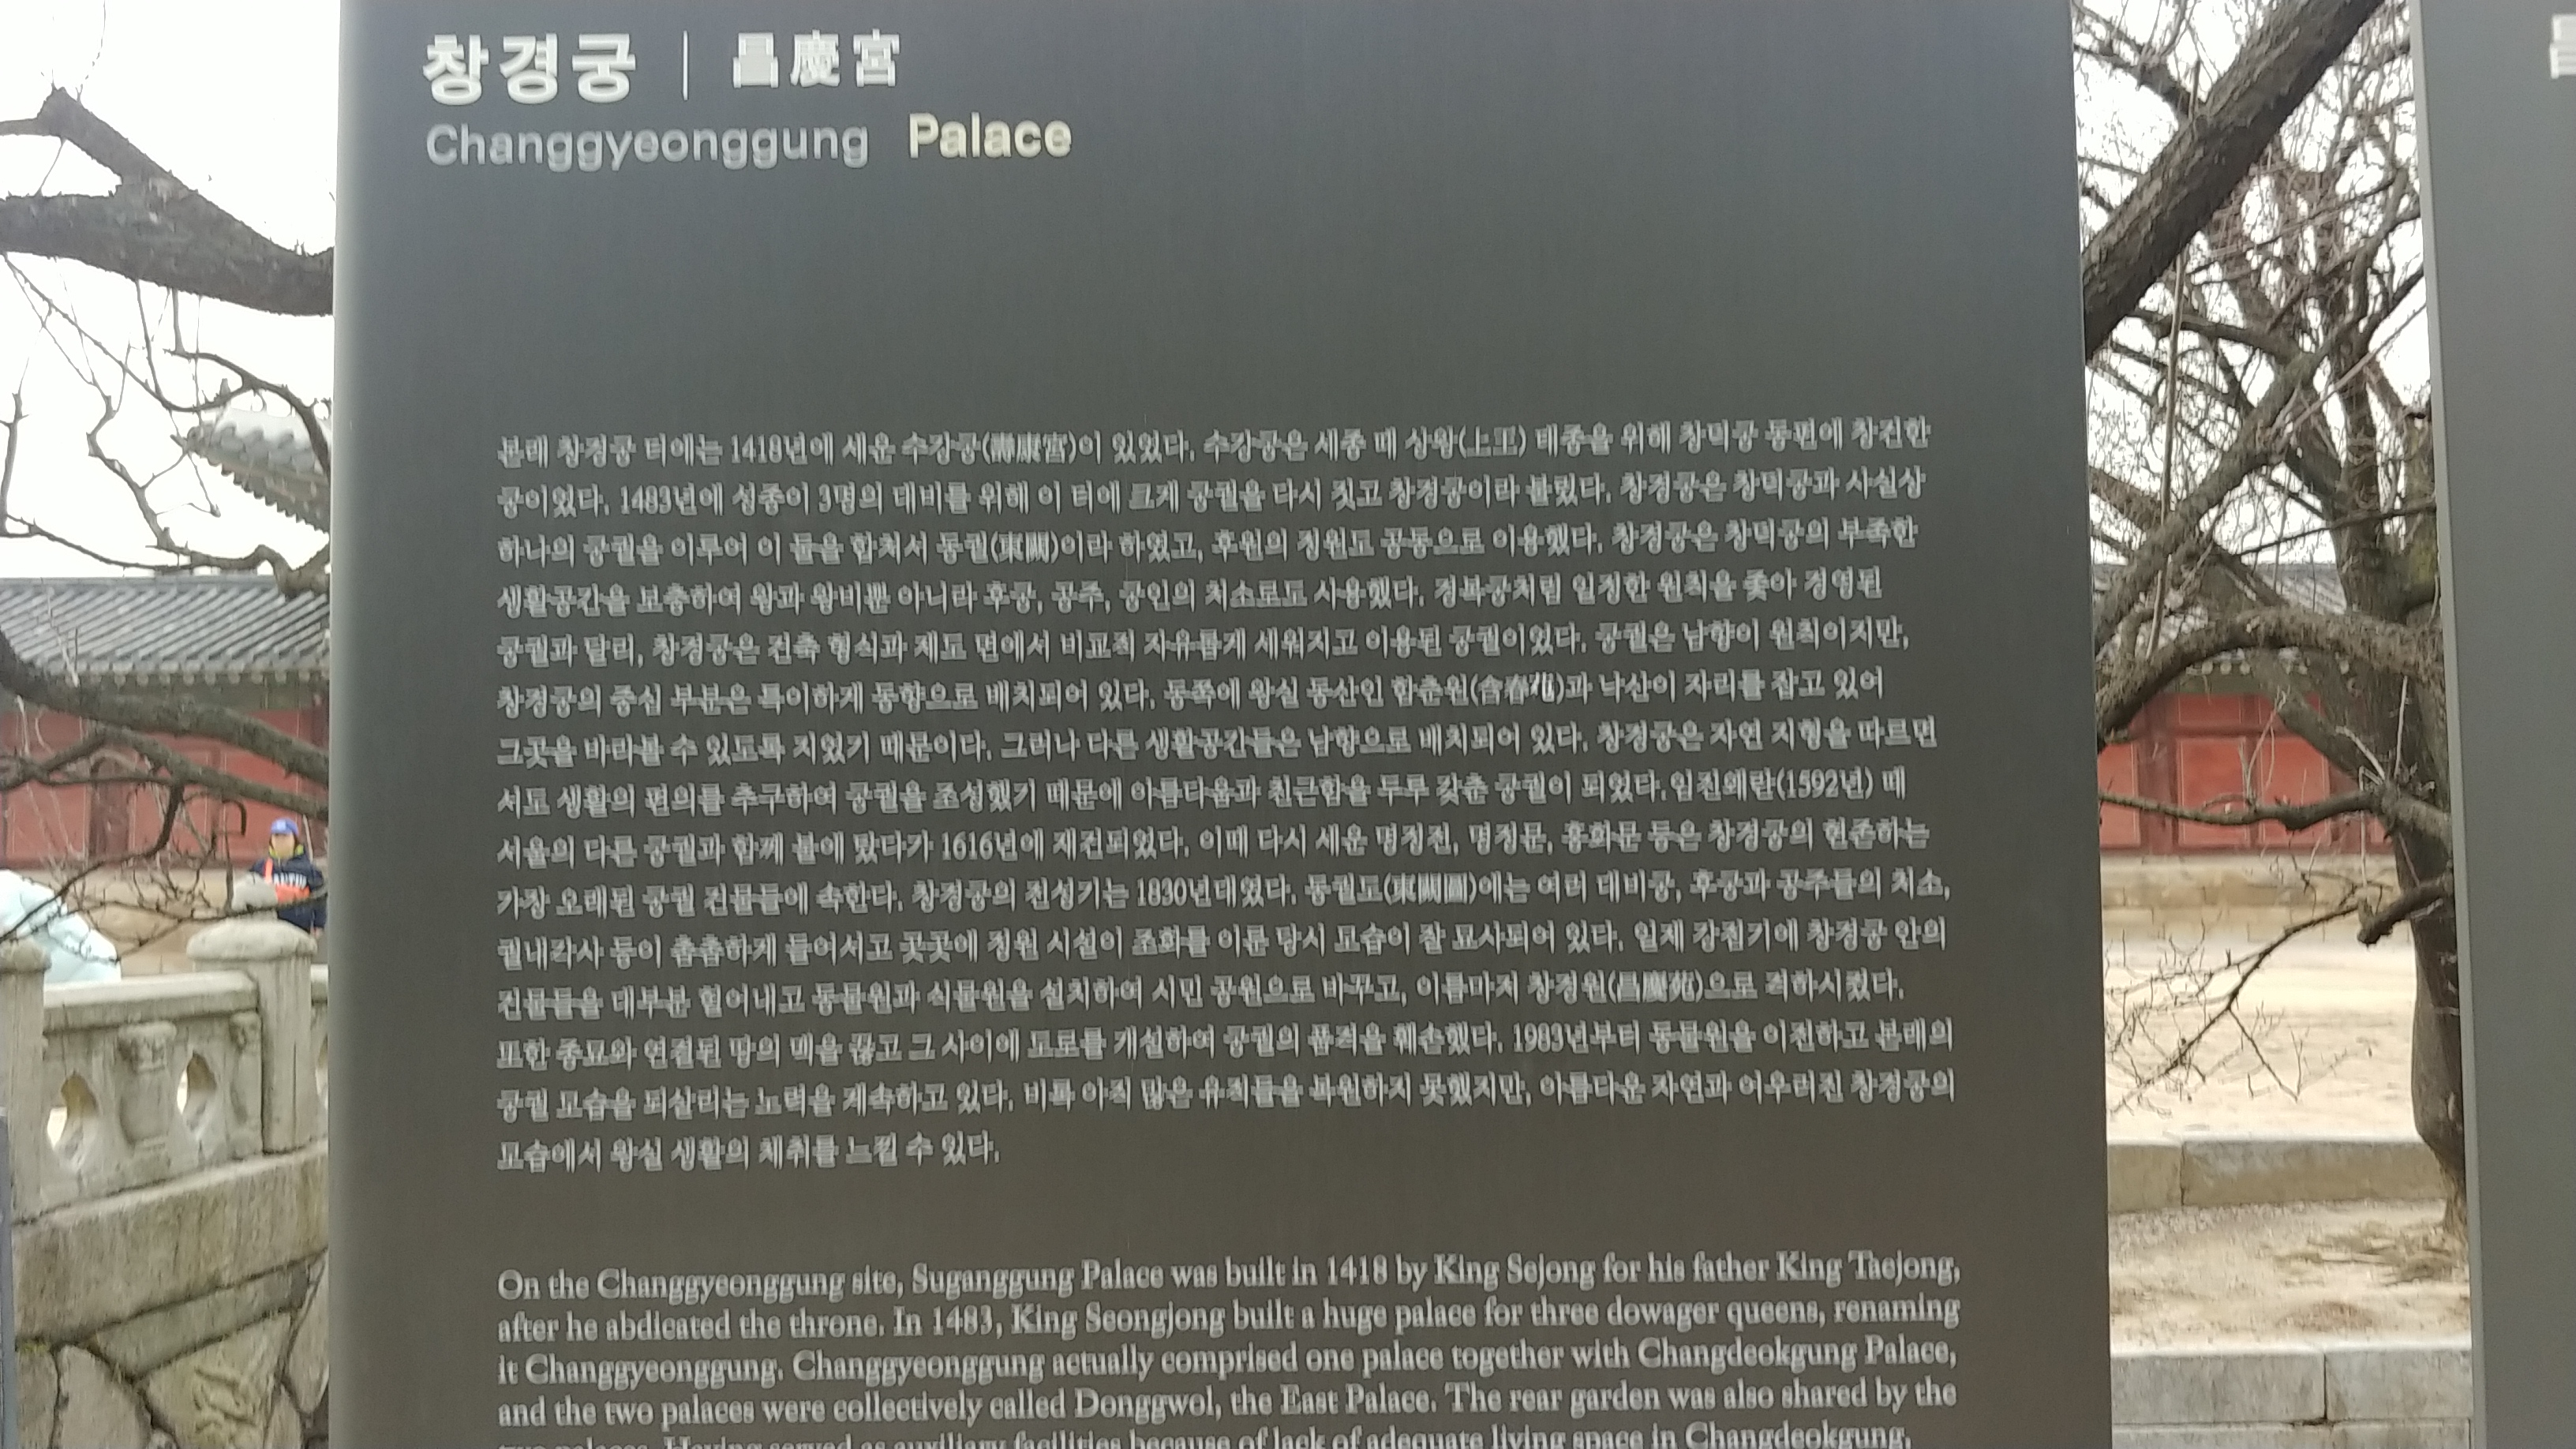 창경궁 | 昌慶宮
Changgyeonggung Palace
본래 창경궁 터에는 1418년에 세운 수강궁(壽康宮)이 있었다. 수강궁은 세종 때 상왕(上王) 태종을 위해 창덕궁 동편에 창건한
궁이었다. 1483년에 성종이 3명의 대비를 위해 이 터에 크게 궁궐을 다시 짓고 창경궁이라 불렀다. 창경궁은 창덕궁과 사실상
하나의 궁궐을 이루어 이 둘을 합쳐서 동궐(東闕)이라 하였고, 후원의 정원도 공동으로 이용했다. 창경궁은 창덕궁의 부족한
생활공간을 보충하여 왕과 왕비뿐 아니라 후궁, 공주, 궁인의 처소로도 사용했다. 경복궁처럼 일정한 원칙을 좇아 경영된
궁궐과 달리, 창경궁은 건축 형식과 제도 면에서 비교적 자유롭게 세워지고 이용된 궁궐이었다. 궁궐은 남향이 원칙이지만,
창경궁의 중심 부분은 특이하게 동향으로 배치되어 있다. 동쪽에 왕실 동산인 함춘원(含春苑)과 낙산이 자리를 잡고 있어
그곳을 바라볼 수 있도록 지었기 때문이다. 그러나 다른 생활공간들은 남향으로 배치되어 있다. 창경궁은 자연 지형을 따르면
서도 생활의 편의를 추구하여 궁궐을 조성했기 때문에 아름다움과 친근함을 두루 갖춘 궁궐이 되었다.임진왜란(1592년) 때
서울의 다른 궁궐과 함께 불에 탔다가 1616년에 재건되었다. 이때 다시 세운 명정전, 명정문, 홍화문 등은 창경궁의 현존하는
가장 오래된 궁궐 건물들에 속한다. 창경궁의 전성기는 1830년대였다. 동궐도(東闕圖)에는 여러 대비궁, 후궁과 공주들의 처소,
궐내각사 등이 촘촘하게 들어서고 곳곳에 정원 시설이 조화를 이룬 당시 모습이 잘 묘사되어 있다. 일제 강점기에 창경궁 안의
건물들을 대부분 헐어내고 동물원과 식물원을 설치하여 시민 공원으로 바꾸고, 이름마저 창경원(昌慶苑)으로 격하시켰다.
또한 종묘와 연결된 땅의 맥을 끊고 그 사이에 도로를 개설하여 궁궐의 품격을 훼손했다. 1983년부터 동물원을 이전하고 본래의
궁궐 모습을 되살리는 노력을 계속하고 있다. 비록 아직 많은 유적들을 복원하지 못했지만, 아름다운 자연과 어우러진 창경궁의
모습에서 왕실 생활의 체취를 느낄 수 있다.
On the Changgyeonggung site, Suganggung Palace was built in 1418 by King Sejong for his father King Taejong,
after he abdicated the throne. In 1483, King Seongjong built a huge palace for three dowager queens, renaming
it Changgyeonggung. Changgyeonggung actually comprised one palace together with Changdeokgung Palace,
and the two palaces were collectively called Donggwol, the East Palace. The rear garden was also shared by the
two palaces. Having served as auxiliary facilities because of lack of adequate living space in Changdeokgung,